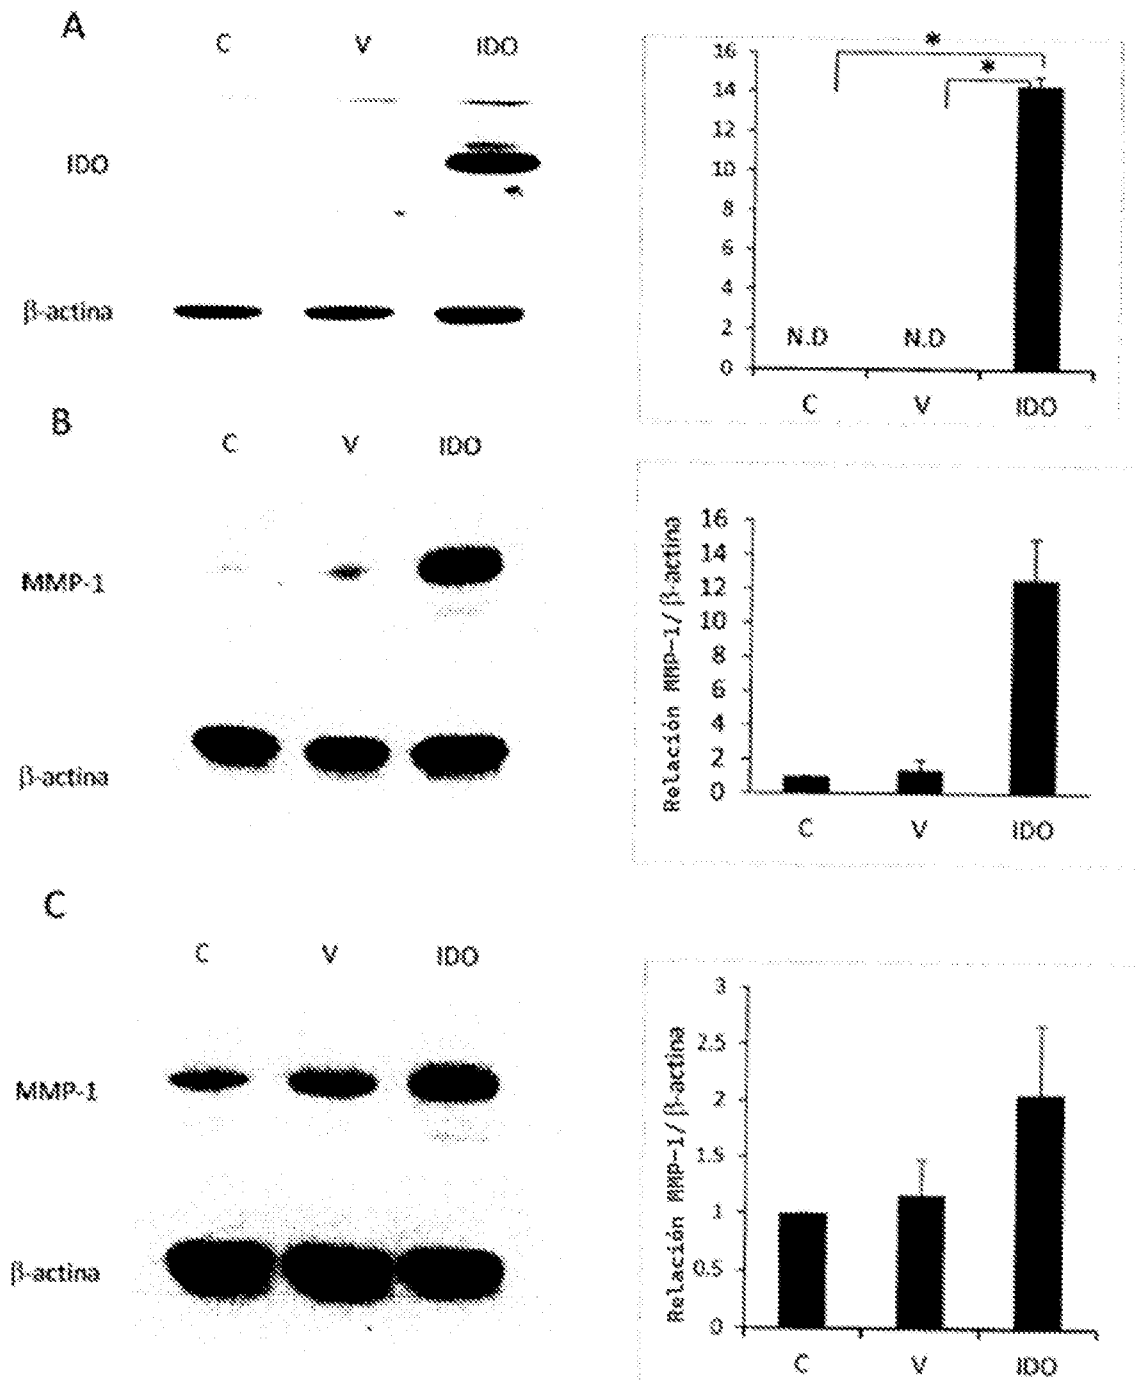 A
C V IDO
IDO
β-actina
16
14
12
10
8
6
4
2
0
*
*
N.D N.D
C V IDO
B
C V IDO
MMP-1
β-actina
Relación MMP-1/β-actina
16
14
12
10
8
6
4
2
0
C V IDO
C
C V IDO
MMP-1
β-actina
Relación MMP-1/β-actina
3
2.5
2
1.5
1
0.5
0
C V IDO